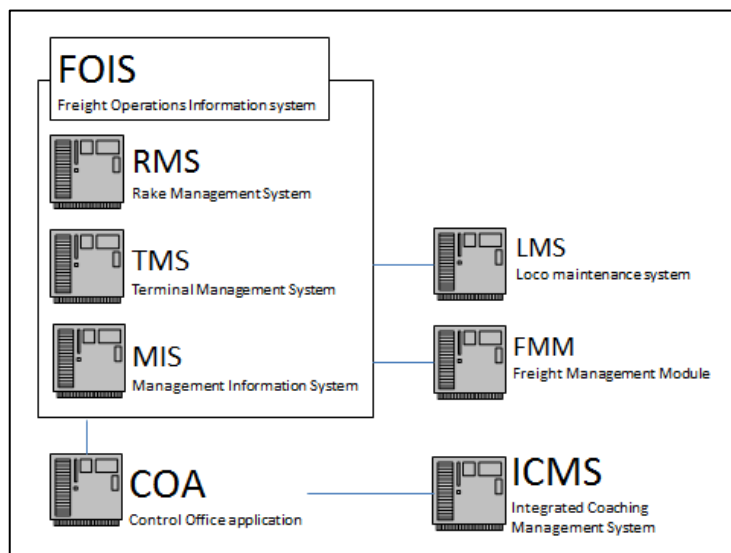 FOIS
Freight Operations Information system
RMS
Rake Management System
TMS
Terminal Management System
MIS
Management Information System
LMS
Loco maintenance system
FMM
Freight Management Module
COA
Control Office application
ICMS
Integrated Coaching
Management System